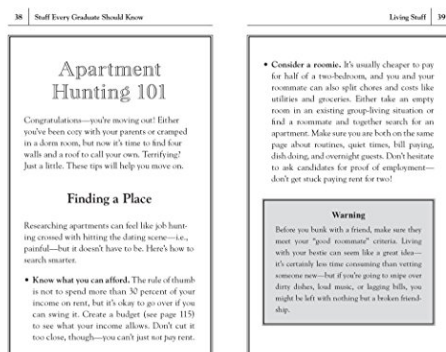 38 Stuff Every Graduate Should Know
Apartment
Hunting 101
Congratulations—you're moving out! Either
you've been cozy with your parents or cramped
in a dorm room, but now it's time to find four
walls and a roof to call your own. Terrifying?
Just a little. These tips will help you move on.
Finding a Place
Researching apartments can feel like job hunt-
ing crossed with hitting the dating scene—i.e.,
painful—but it doesn't have to be. Here's how to
search smarter.
• Know what you can afford. The rule of thumb
is not to spend more than 30 percent of your
income on rent, but it's okay to go over if you
can swing it. Create a budget (see page 115)
to see what your income allows. Don't cut it
too close, though—you can't just not pay rent.
Living Stuff 39
• Consider a roomie. It's usually cheaper to pay
for half of a two-bedroom, and you and your
roommate can also split chores and costs like
utilities and groceries. Either take an empty
room in an existing group-living situation or
find a roommate and together search for an
apartment. Make sure you are both on the same
page about routines, quiet times, bill paying,
dish doing, and overnight guests. Don't hesitate
to ask candidates for proof of employment—
don't get stuck paying rent for two!
Warning
Before you bunk with a friend, make sure they
meet your "good roommate" criteria. Living
with your bestie can seem like a great idea—
it's certainly less time consuming than vetting
someone new—but if you're going to snipe over
dirty dishes, loud music, or lagging bills, you
might be left with nothing but a broken friend-
ship.